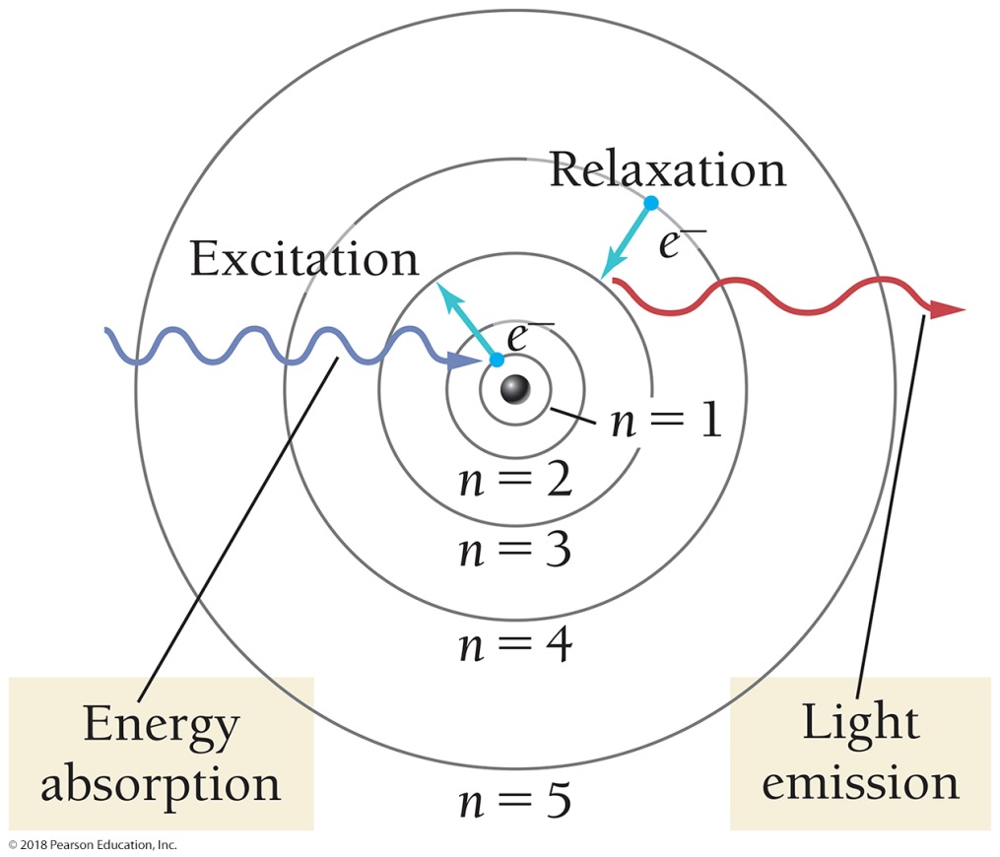 Relaxation
e⁻
Excitation
e⁻
n = 1
n = 2
n = 3
n = 4
Energy
absorption
Light
emission
n = 5
© 2018 Pearson Education, Inc.